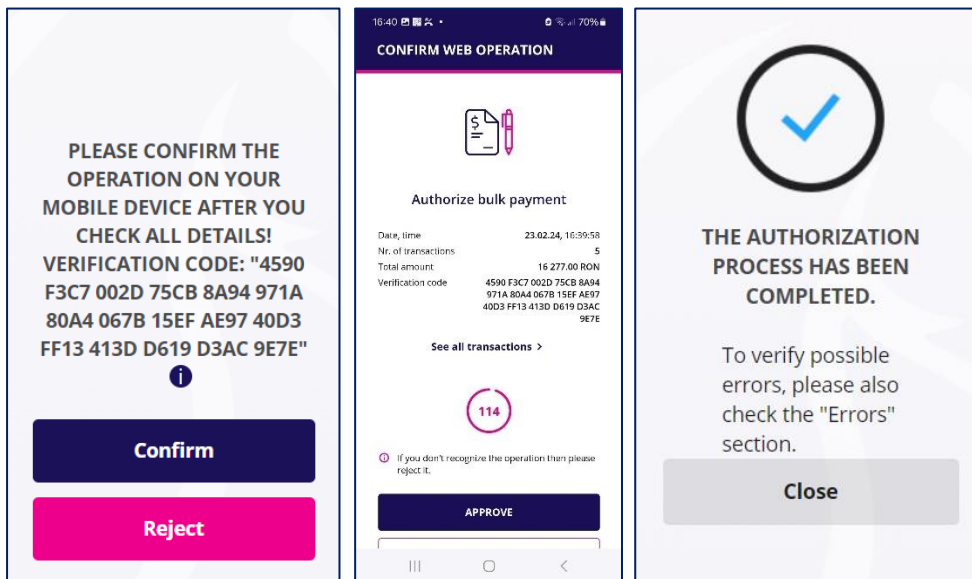 PLEASE CONFIRM THE
OPERATION ON YOUR
MOBILE DEVICE AFTER YOU
CHECK ALL DETAILS!
VERIFICATION CODE: "4590
F3C7 002D 75CB 8A94 971A
80A4 067B 15EF AE97 40D3
FF13 413D D619 D3AC 9E7E"
i
Confirm
Reject
16:40
70%
CONFIRM WEB OPERATION
$
Authorize bulk payment
Date, time 23.02.24, 16:39:58
Nr. of transactions 5
Total amount 16 277.00 RON
Verification code 4590 F3C7 002D 75CB 8A94
971A 80A4 067B 15EF AE97
40D3 FF13 413D D619 D3AC
9E7E
See all transactions >
114
If you don't recognize the operation then please
reject it.
APPROVE
THE AUTHORIZATION
PROCESS HAS BEEN
COMPLETED.
To verify possible
errors, please also
check the "Errors"
section.
Close